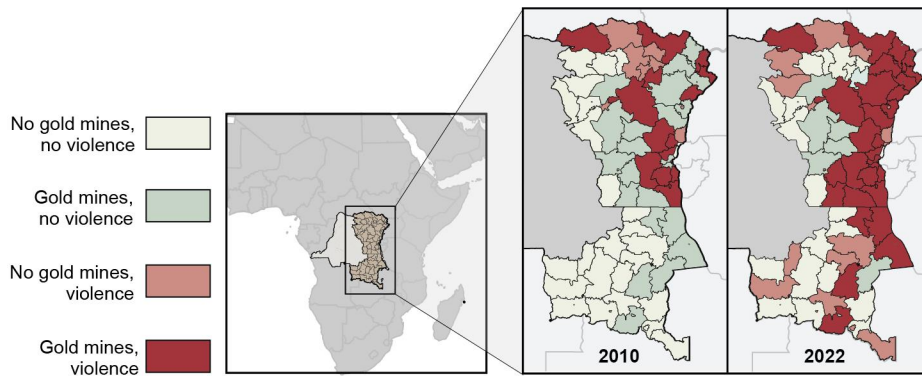 No gold mines,
no violence
Gold mines,
no violence
No gold mines,
violence
Gold mines,
violence
2010
2022